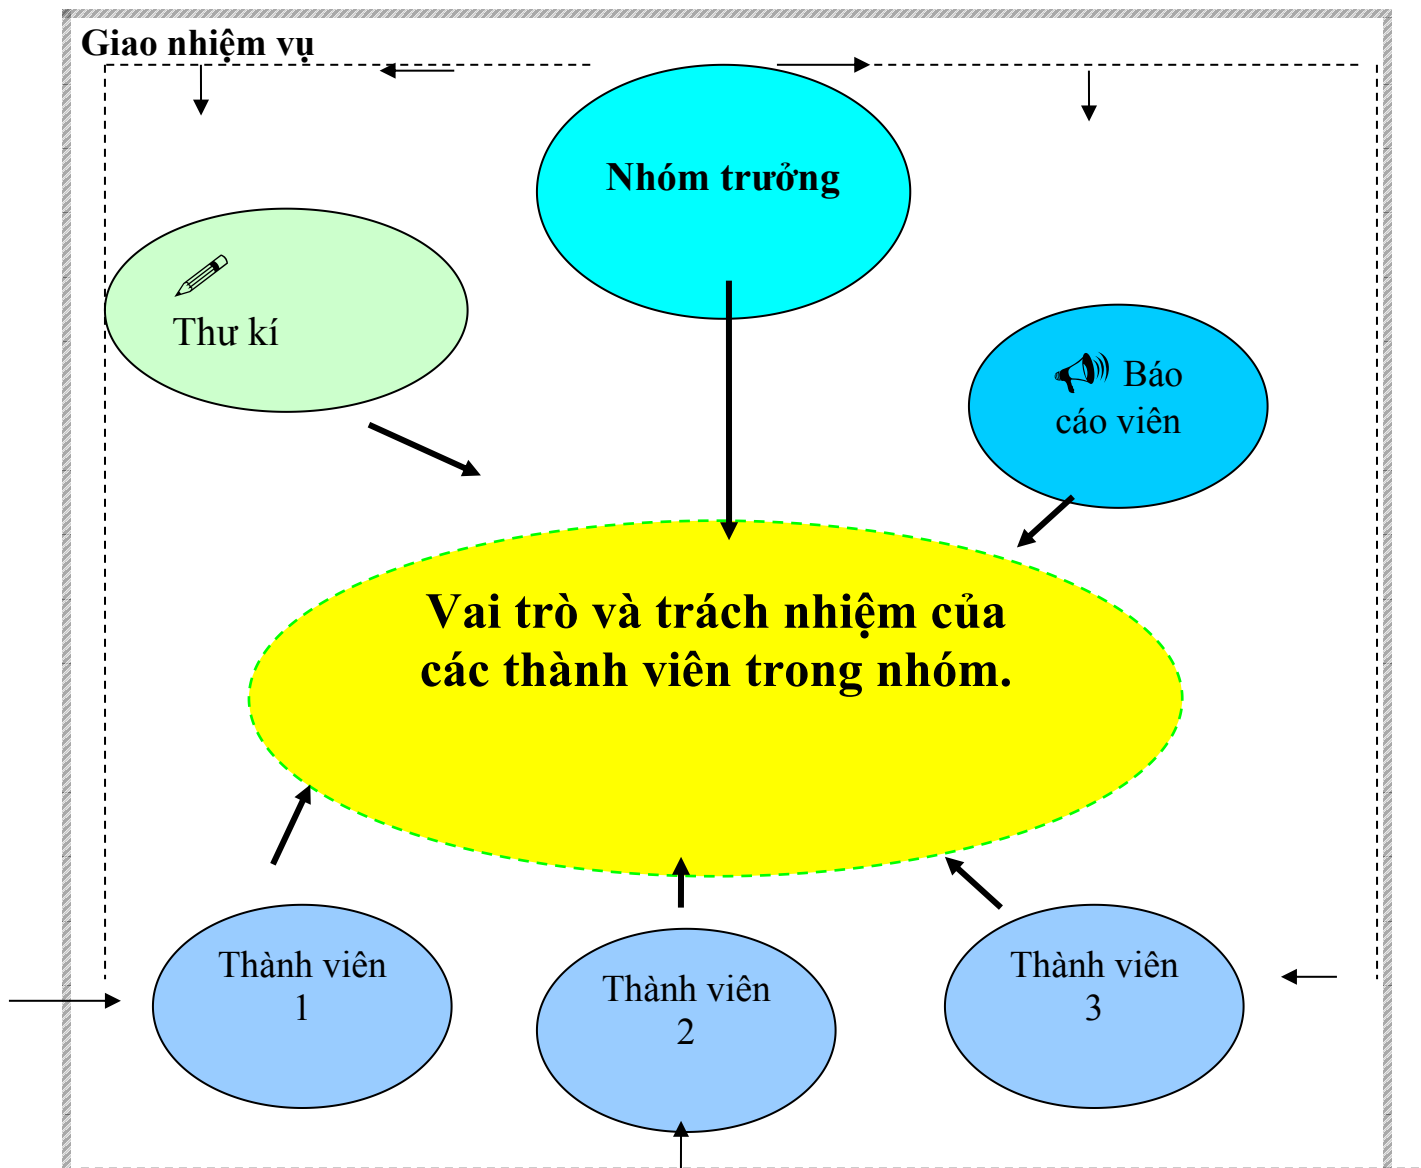 Giao nhiệm vụ
Nhóm trưởng
Thư kí
Báo
cáo viên
Vai trò và trách nhiệm của
các thành viên trong nhóm.
Thành viên
1
Thành viên
2
Thành viên
3